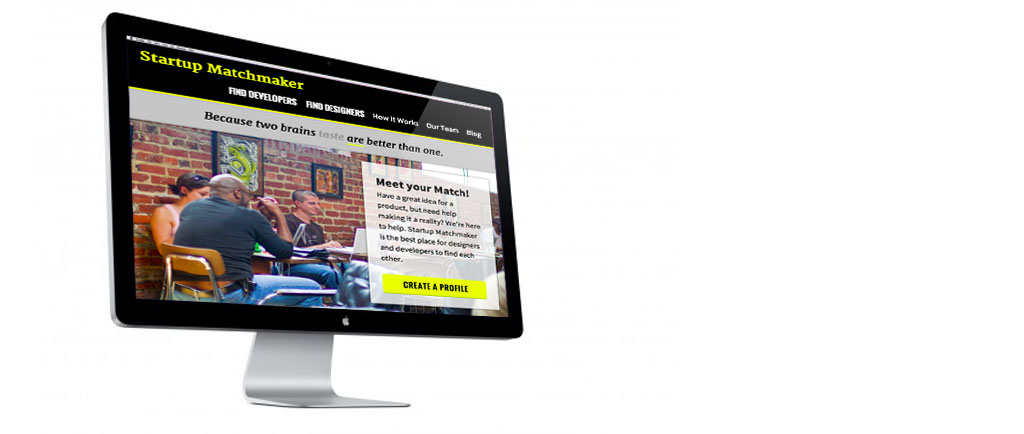 Startup Matchmaker
FIND DEVELOPERS FIND DESIGNERS How It Works Our Team Blog
Because two brains taste are better than one.
Meet your Match!
Have a great idea for a
product, but need help
making it a reality? We're here
to help. Startup Matchmaker
is the best place for designers
and developers to find each
other.
CREATE A PROFILE